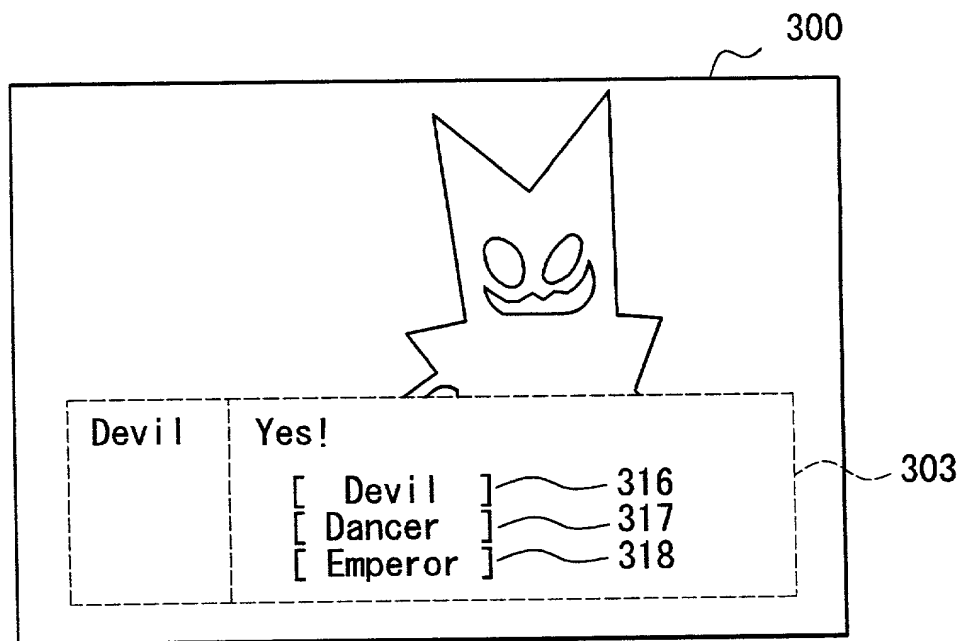 300
Devil Yes!
[ Devil ] 316
303
[ Dancer ] 317
[ Emperor ] 318